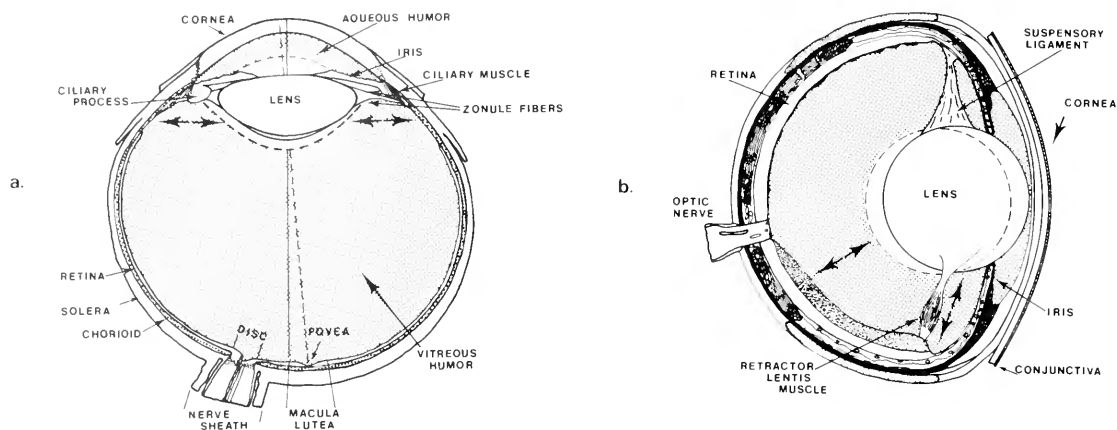 CORNEA
AQUEOUS HUMOR
IRIS
CILIARY MUSCLE
CILIARY
PROCESS
LENS
ZONULE FIBERS
a.
RETINA
SOLERA
CHORIOID
DISC
FOVEA
VITREOUS
HUMOR
NERVE
SHEATH
MACULA
LUTEA
SUSPENSORY
LIGAMENT
RETINA
CORNEA
b.
LENS
OPTIC
NERVE
IRIS
RETRACTOR
LENTIS
MUSCLE
CONJUNCTIVA